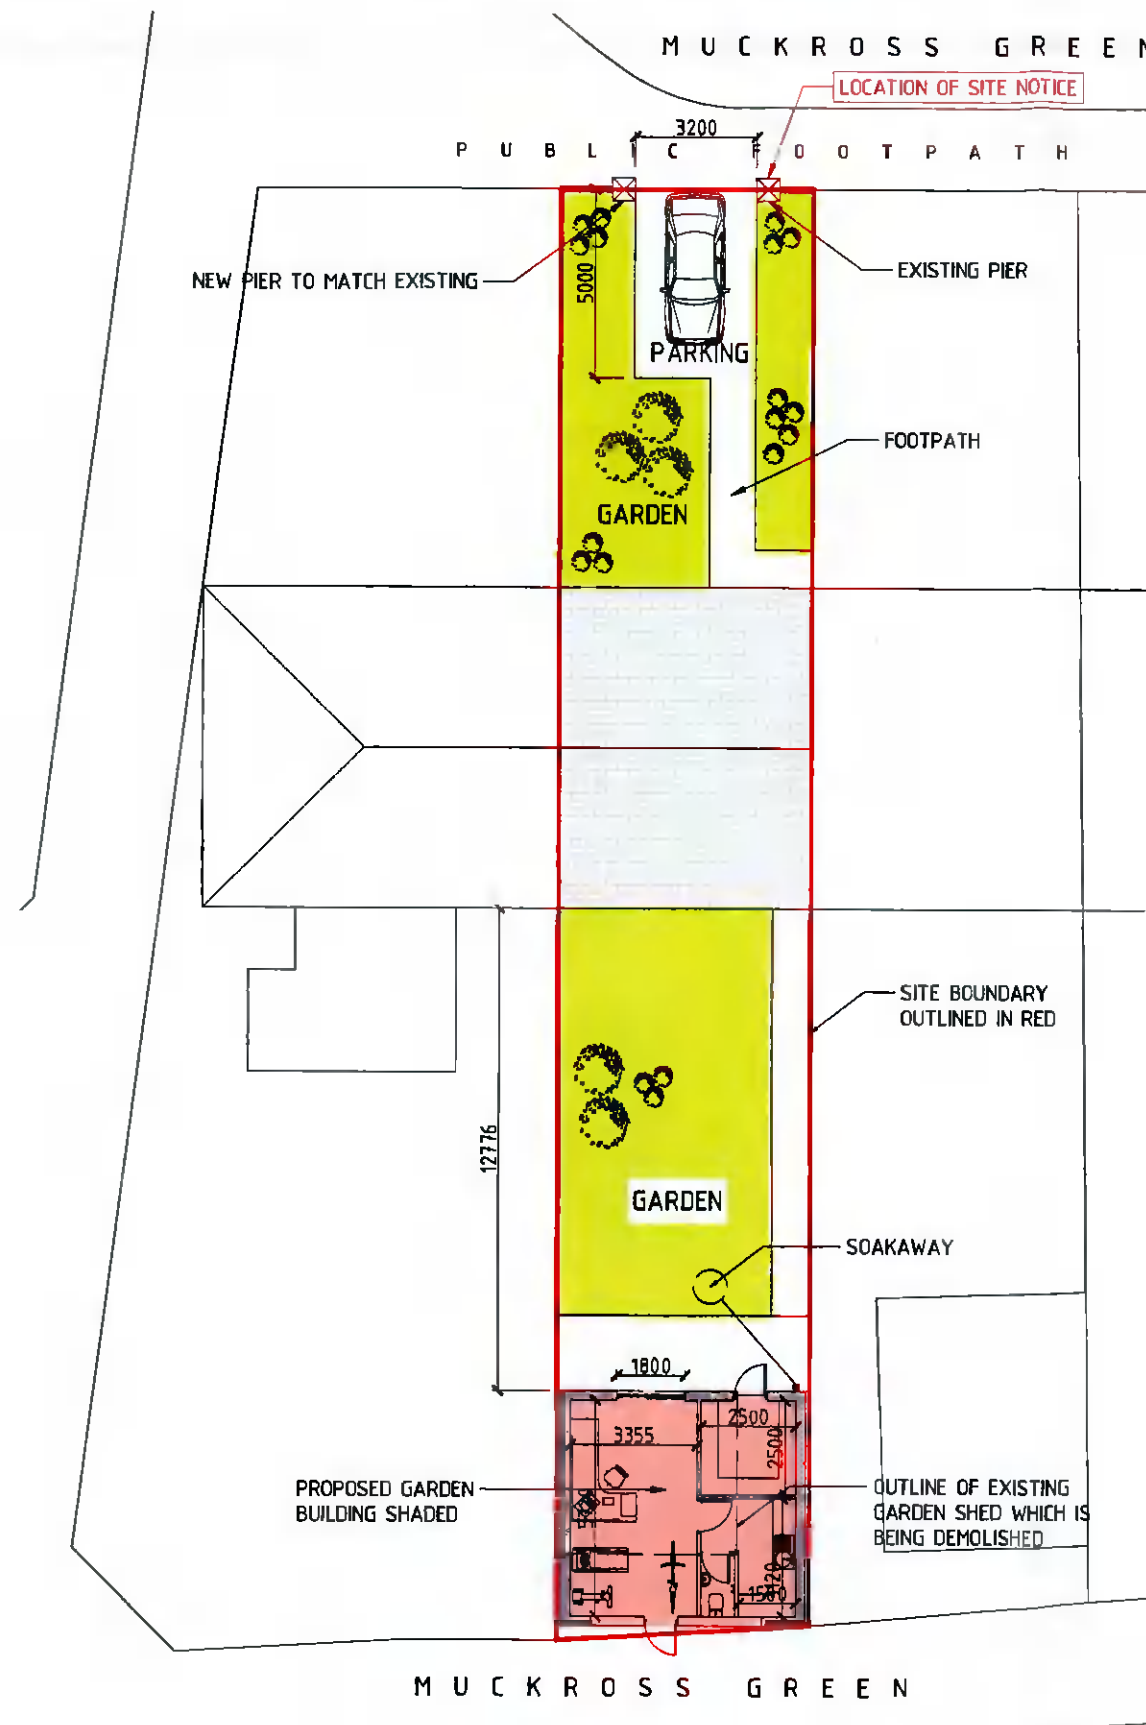 MUCKROSS GREEN
LOCATION OF SITE NOTICE
3200
PUBLIC FOOTPATH
NEW PIER TO MATCH EXISTING
5000
EXISTING PIER
PARKING
FOOTPATH
GARDEN
SITE BOUNDARY
OUTLINED IN RED
12776
GARDEN
SOAKAWAY
1800
2500
3355
2500
PROPOSED GARDEN
BUILDING SHADED
OUTLINE OF EXISTING
GARDEN SHED WHICH IS
BEING DEMOLISHED
MUCKROSS GREEN